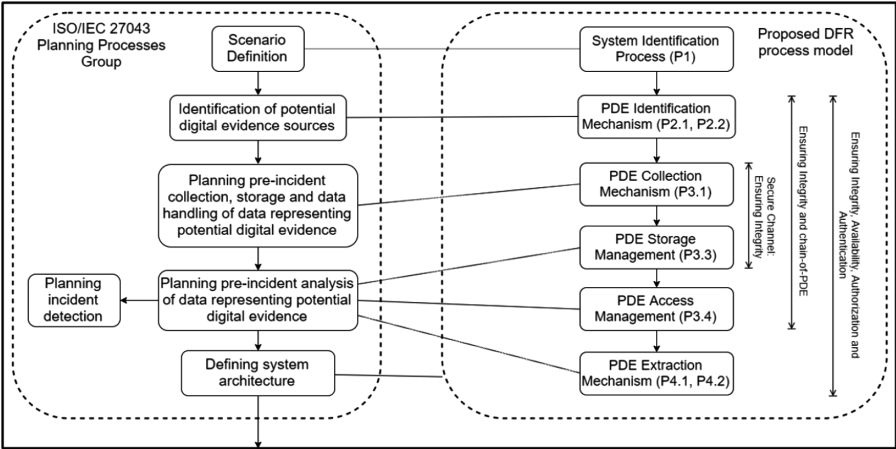 ISO/IEC 27043
Planning Processes
Group
Scenario
Definition
Identification of potential
digital evidence sources
Planning pre-incident
collection, storage and data
handling of data representing
potential digital evidence
Planning pre-incident analysis
of data representing potential
digital evidence
Planning
incident
detection
Defining system
architecture
Proposed DFR
process model
System Identification
Process (P1)
PDE Identification
Mechanism (P2.1, P2.2)
PDE Collection
Mechanism (P3.1)
PDE Storage
Management (P3.3)
PDE Access
Management (P3.4)
PDE Extraction
Mechanism (P4.1, P4.2)
Secure Channel:
Ensuring Integrity
Ensuring Integrity and chain-of-PDE
Ensuring Integrity, Availability, Authorization and
Authentication